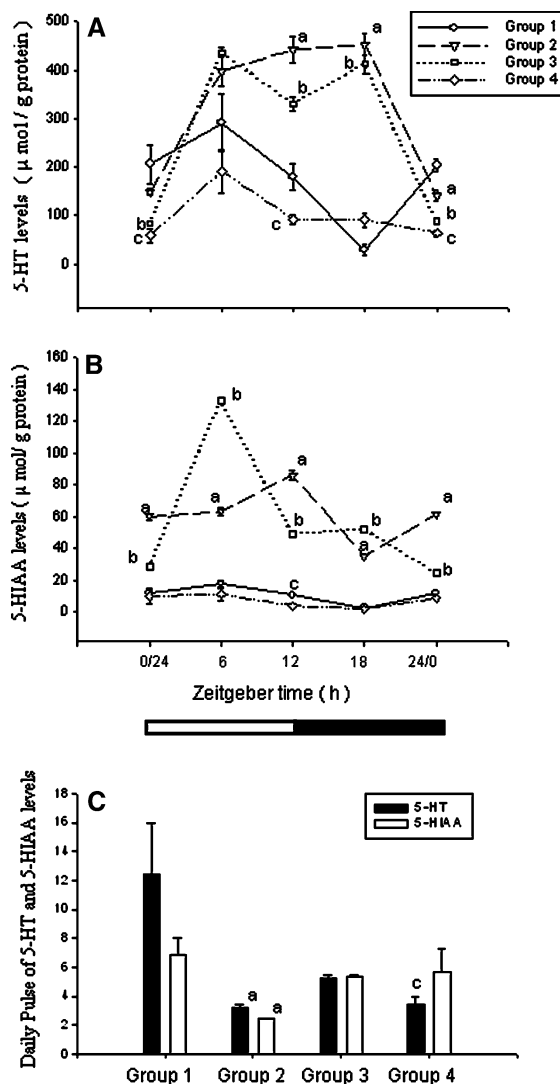 A
5-HT levels ( μ mol / g protein)
500
400
300
200
100
0
a
a
b
b
b
c
c
a
b
c
Group 1
Group 2
Group 3
Group 4
B
5-HIAA levels ( μ mol/ g protein)
160
140
120
100
80
60
40
20
0
b
a
a
a
a
b
b
b
a
b
c
0/24
6
12
18
24/0
Zeitgeber time ( h )
C
Daily Pulse of 5-HT and 5-HIAA levels
18
16
14
12
10
8
6
4
2
0
5-HT
5-HIAA
a
a
c
Group 1
Group 2
Group 3
Group 4